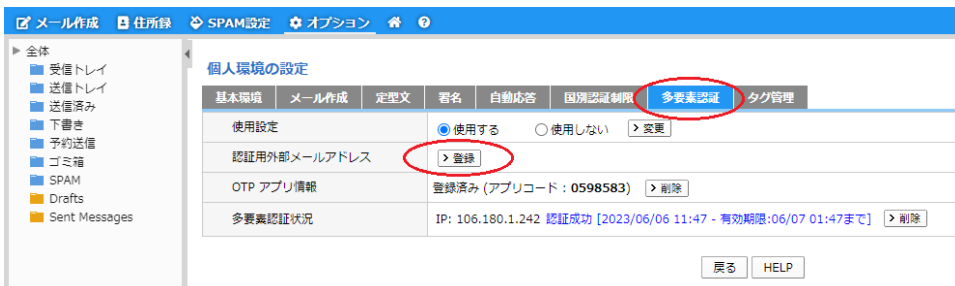 メール作成 住所録 SPAM設定 オプション
全体
受信トレイ
送信トレイ
送信済み
下書き
予約送信
ゴミ箱
SPAM
Drafts
Sent Messages
個人環境の設定
基本環境 メール作成 定型文 署名 自動応答 国別認証制限 多要素認証 タグ管理
使用設定 使用する 使用しない > 変更
認証用外部メールアドレス > 登録
OTP アプリ情報 登録済み (アプリコード : 0598583) > 削除
多要素認証状況 IP: 106.180.1.242 認証成功 [2023/06/06 11:47 - 有効期限:06/07 01:47まで] > 削除
戻る HELP